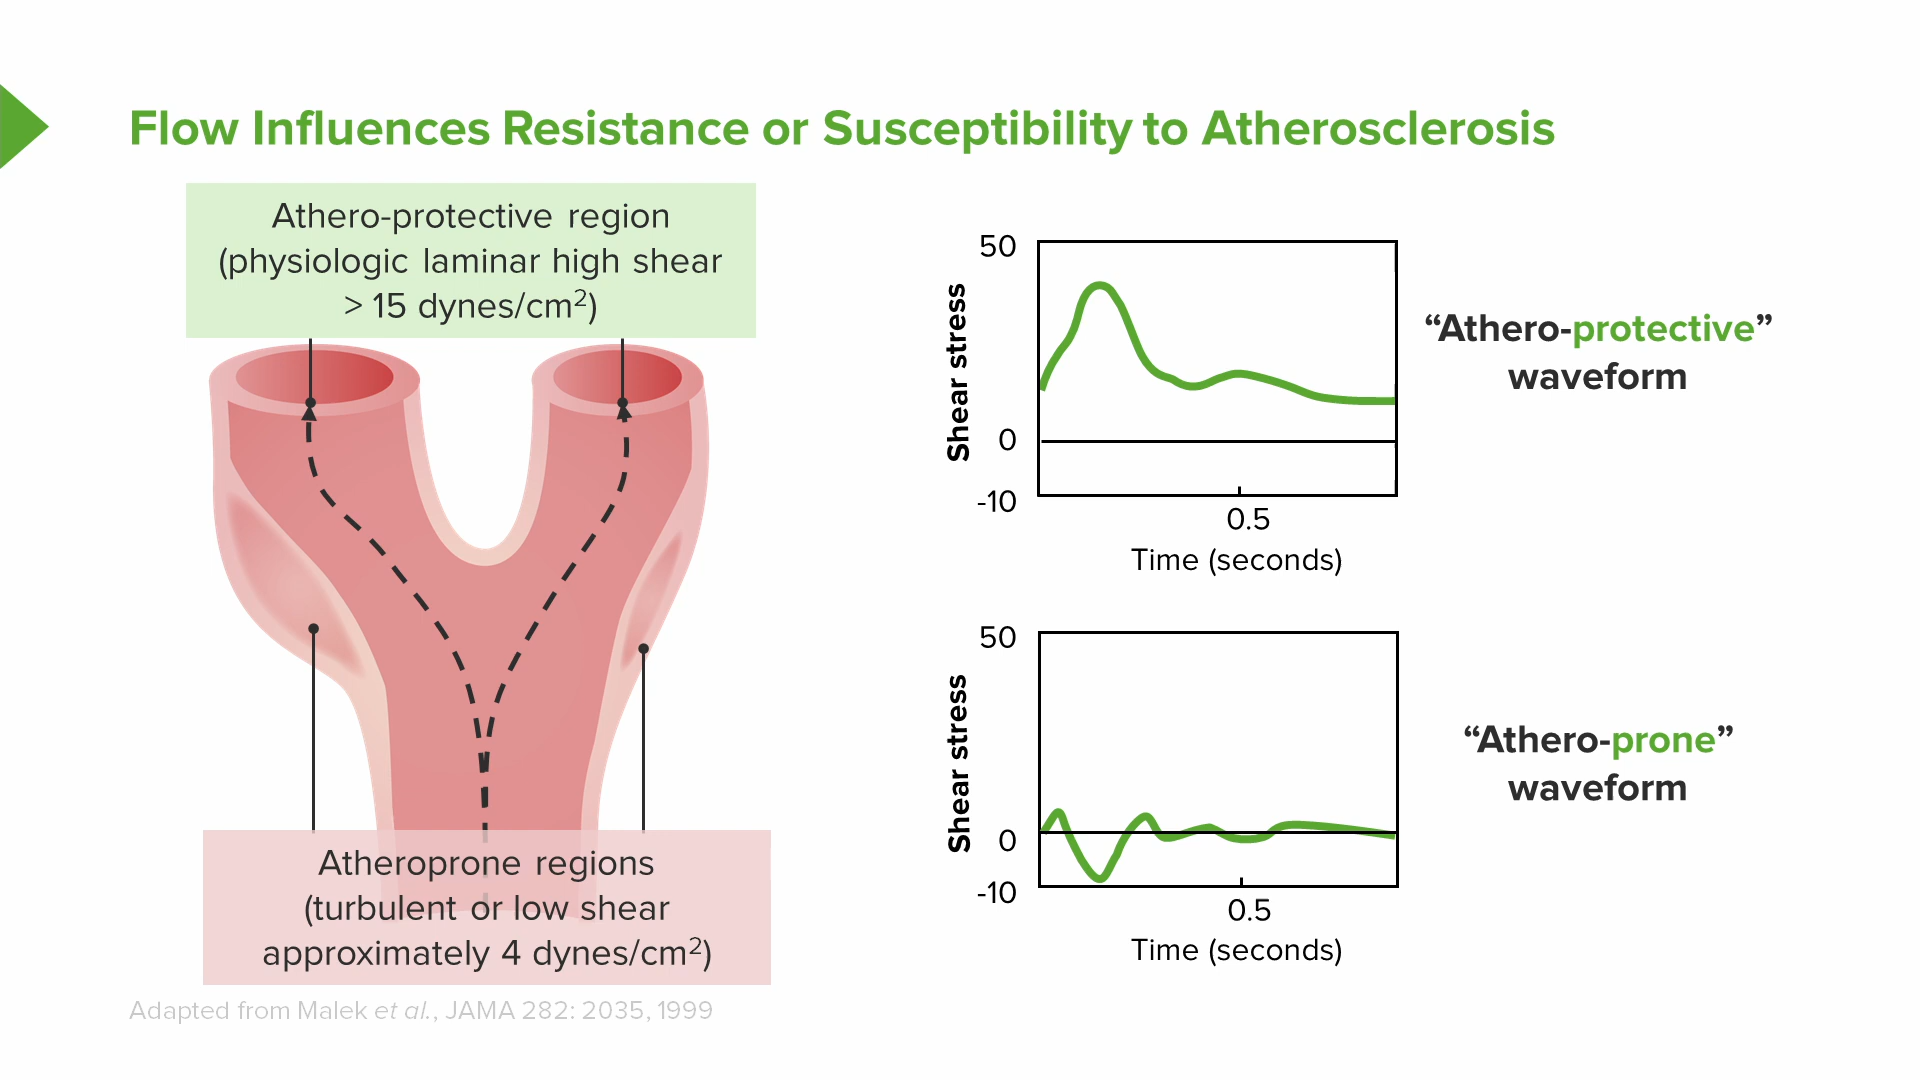 Flow Influences Resistance or Susceptibility to Atherosclerosis
Athero-protective region
(physiologic laminar high shear
> 15 dynes/cm²)
Atheroprone regions
(turbulent or low shear
approximately 4 dynes/cm²)
Adapted from Malek et al., JAMA 282: 2035, 1999
50
0
-10
Shear stress
0.5
Time (seconds)
“Athero-protective”
waveform
50
0
-10
Shear stress
0.5
Time (seconds)
“Athero-prone”
waveform